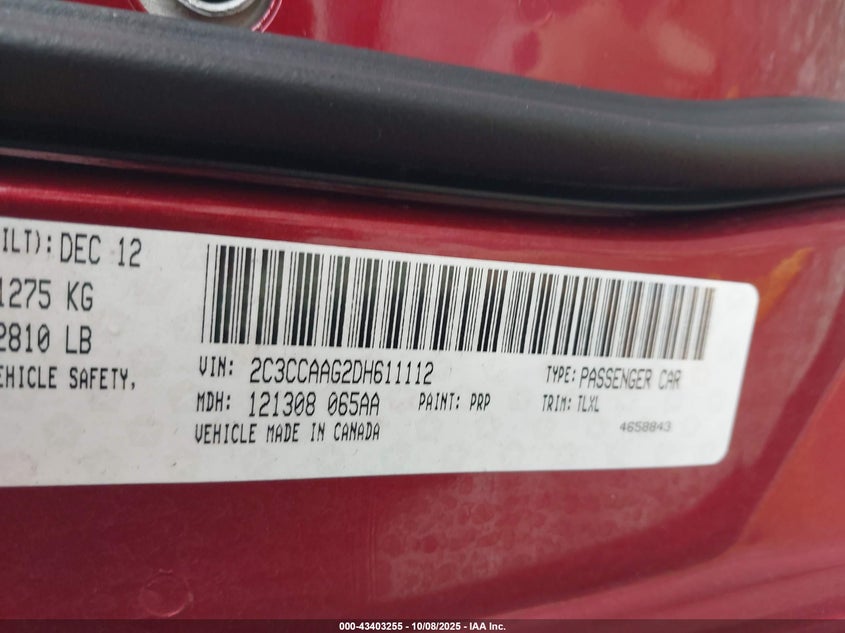 ILT): DEC 12
1275 KG
2810 LB
EHICLE SAFETY,
VIN: 2C3CCAAG2DH611112
TYPE: PASSENGER CAR
MDH: 121308 065AA
PAINT: PRP
TRIM: TLXL
VEHICLE MADE IN CANADA
4658843
000-43403255 - 10/08/2025 - IAA Inc.